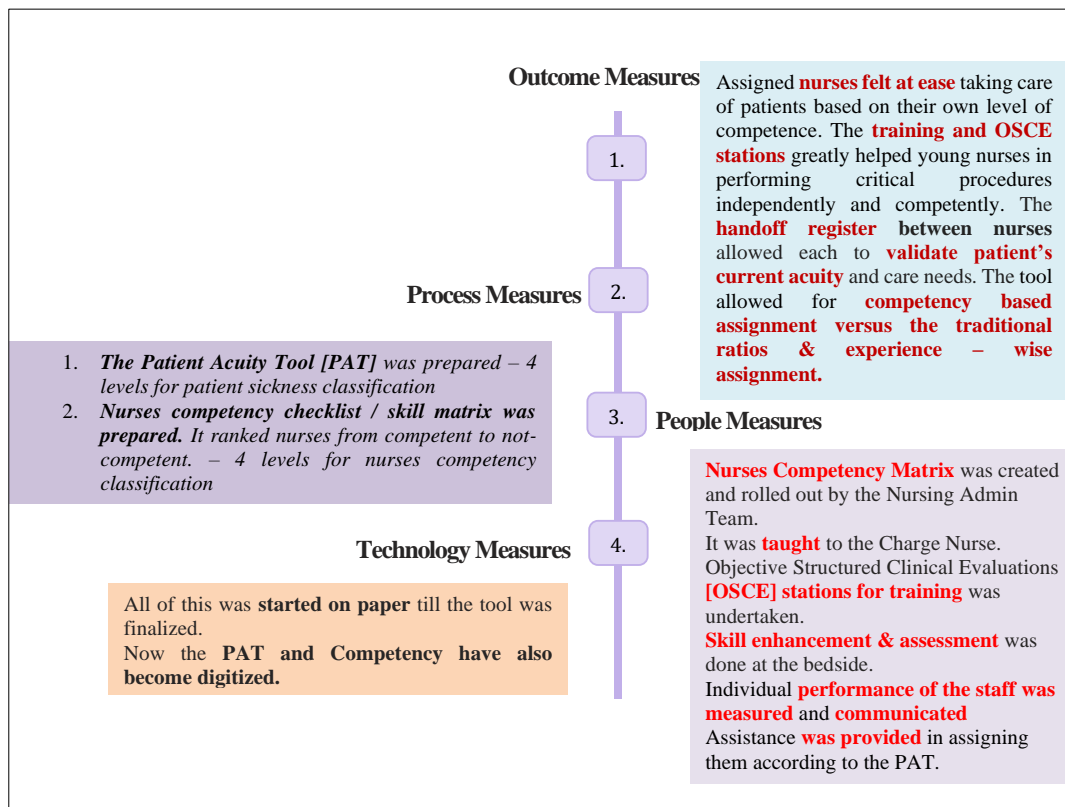 Outcome Measures
1.
Assigned nurses felt at ease taking care
of patients based on their own level of
competence. The training and OSCE
stations greatly helped young nurses in
performing critical procedures
independently and competently. The
handoff register between nurses
allowed each to validate patient’s
current acuity and care needs. The tool
allowed for competency based
assignment versus the traditional
ratios & experience – wise
assignment.
Process Measures
2.
1. The Patient Acuity Tool [PAT] was prepared – 4
levels for patient sickness classification
2. Nurses competency checklist / skill matrix was
prepared. It ranked nurses from competent to not-
competent. – 4 levels for nurses competency
classification
3.
People Measures
Nurses Competency Matrix was created
and rolled out by the Nursing Admin
Team.
It was taught to the Charge Nurse.
Objective Structured Clinical Evaluations
[OSCE] stations for training was
undertaken.
Skill enhancement & assessment was
done at the bedside.
Individual performance of the staff was
measured and communicated
Assistance was provided in assigning
them according to the PAT.
Technology Measures
4.
All of this was started on paper till the tool was
finalized.
Now the PAT and Competency have also
become digitized.